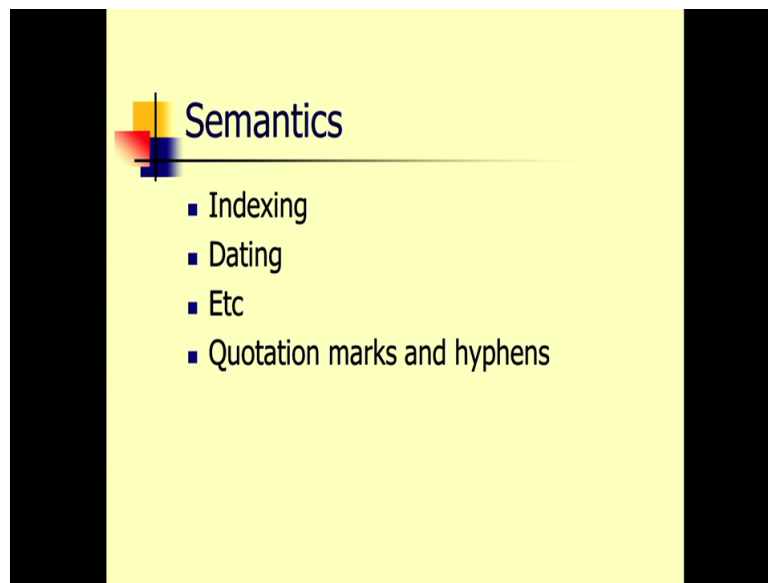 Semantics
Indexing
Dating
Etc
Quotation marks and hyphens